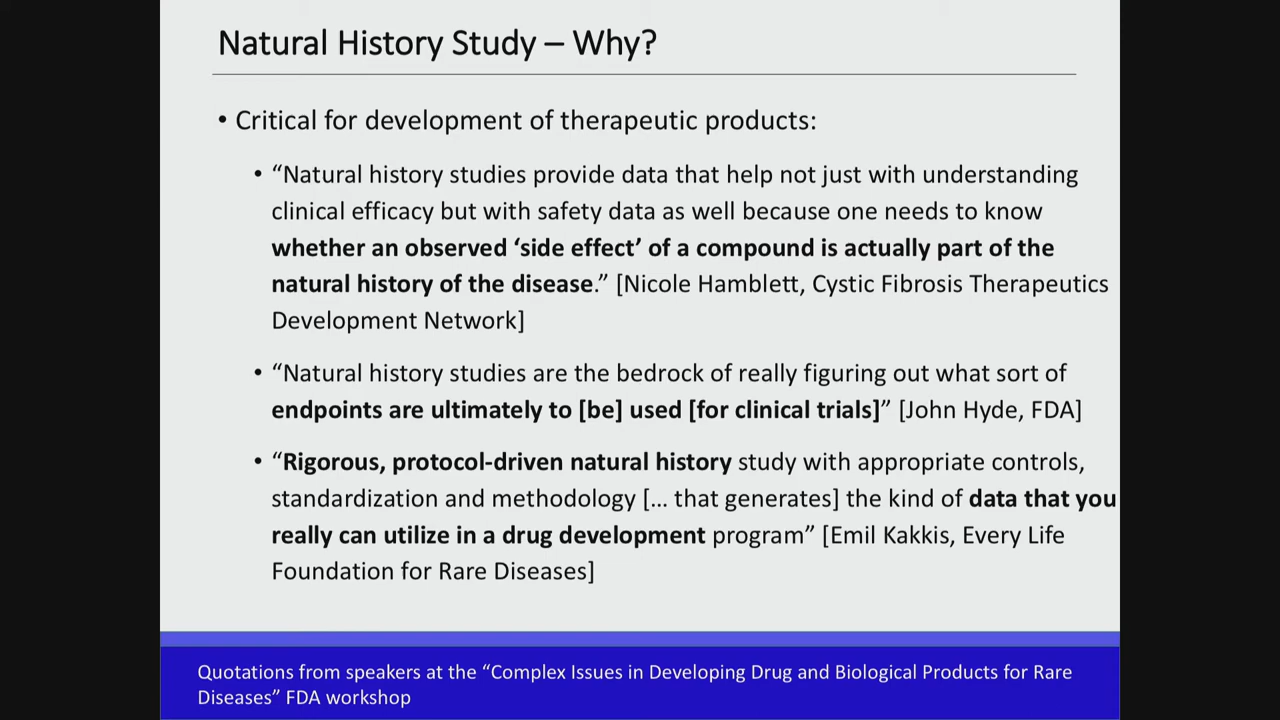 Natural History Study – Why?
• Critical for development of therapeutic products:
• “Natural history studies provide data that help not just with understanding
clinical efficacy but with safety data as well because one needs to know
whether an observed ‘side effect’ of a compound is actually part of the
natural history of the disease.” [Nicole Hamblett, Cystic Fibrosis Therapeutics
Development Network]
• “Natural history studies are the bedrock of really figuring out what sort of
endpoints are ultimately to [be] used [for clinical trials]” [John Hyde, FDA]
• “Rigorous, protocol-driven natural history study with appropriate controls,
standardization and methodology [… that generates] the kind of data that you
really can utilize in a drug development program” [Emil Kakkis, Every Life
Foundation for Rare Diseases]
Quotations from speakers at the “Complex Issues in Developing Drug and Biological Products for Rare
Diseases” FDA workshop